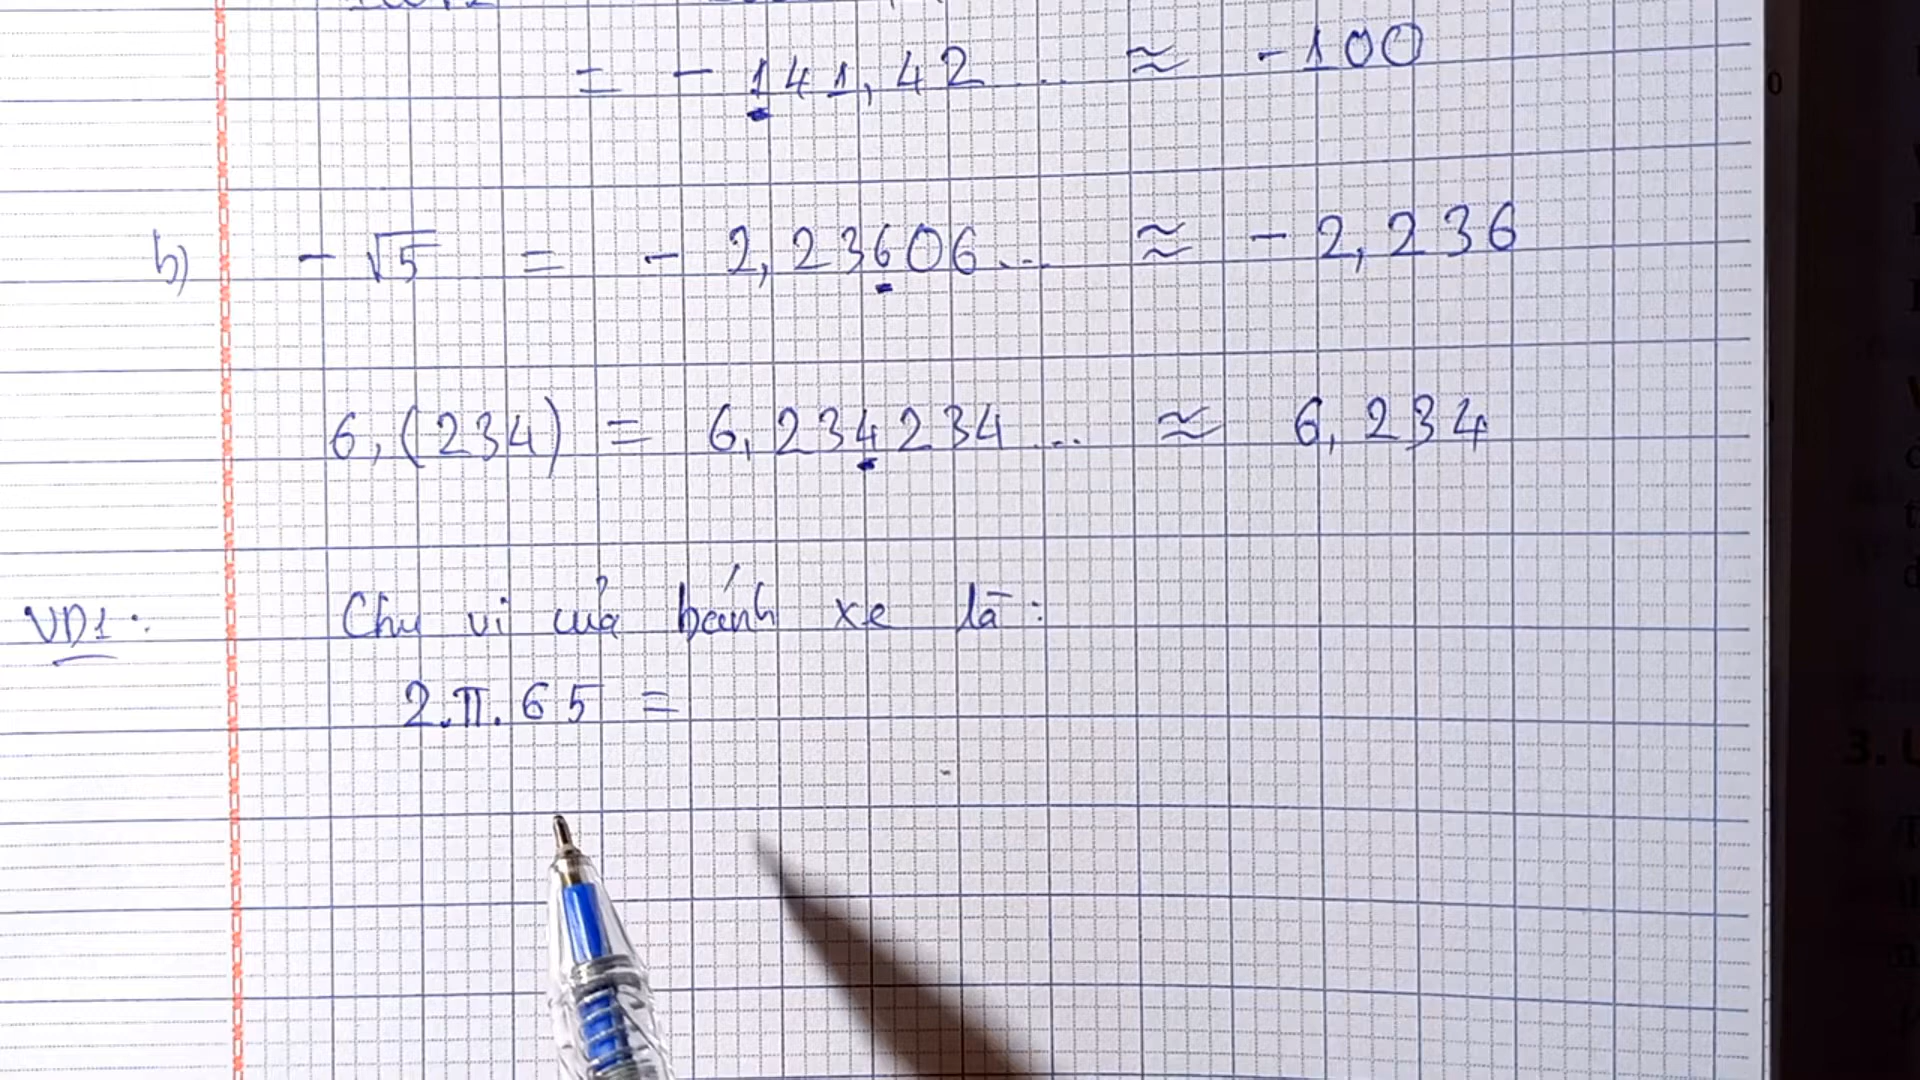 = - 141,42... ≈ -100
b) - √5 = - 2,23606... ≈ - 2,236
6,(234) = 6,234234... ≈ 6,234
VD1: Chu vi của bánh xe là:
2.π.65 =
3.